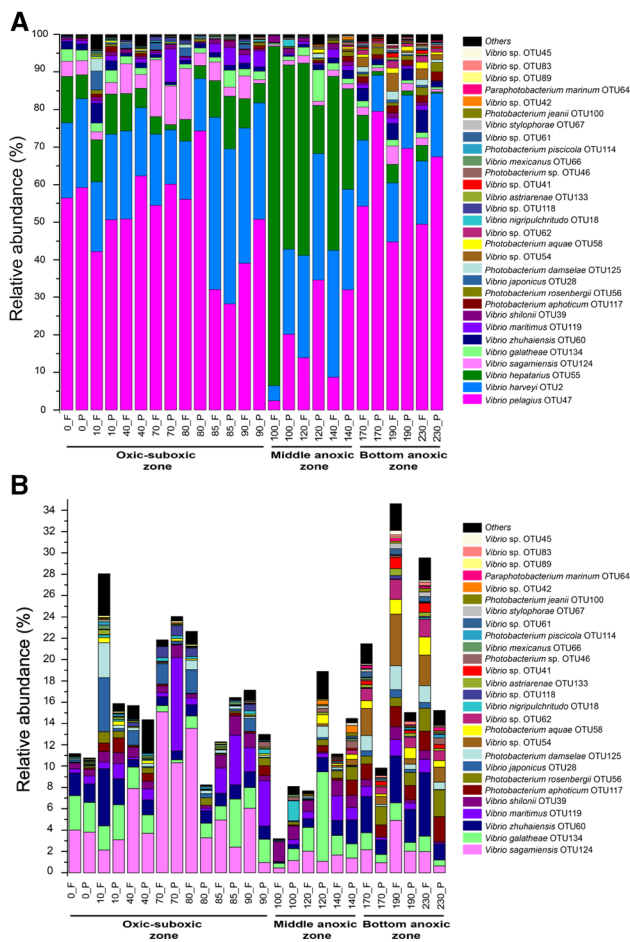 A
Relative abundance (%)
100
90
80
70
60
50
40
30
20
10
0
0_F 0_P 10_F 10_P 40_F 40_P 70_F 70_P 80_F 80_P 85_F 85_P 90_F 90_P 100_F 100_P 120_F 120_P 140_F 140_P 170_F 170_P 190_F 190_P 230_F 230_P
Oxic-suboxic zone
Middle anoxic zone
Bottom anoxic zone
Others
Vibrio sp. OTU45
Vibrio sp. OTU83
Vibrio sp. OTU89
Paraphotobacterium marinum OTU64
Vibrio sp. OTU42
Photobacterium jeanii OTU100
Vibrio stylophorae OTU67
Vibrio sp. OTU61
Photobacterium piscicola OTU114
Vibrio mexicanus OTU66
Photobacterium sp. OTU46
Vibrio sp. OTU41
Vibrio astriarenae OTU133
Vibrio sp. OTU118
Vibrio nigripulchritudo OTU18
Vibrio sp. OTU62
Photobacterium aquae OTU58
Vibrio sp. OTU54
Photobacterium damselae OTU125
Vibrio japonicus OTU28
Photobacterium rosenbergii OTU56
Photobacterium aphoticum OTU117
Vibrio shilonii OTU39
Vibrio maritimus OTU119
Vibrio zhuhaiensis OTU60
Vibrio galatheae OTU134
Vibrio sagamiensis OTU124
Vibrio hepatarius OTU55
Vibrio harveyi OTU2
Vibrio pelagius OTU47
B
Relative abundance (%)
34
32
30
28
26
24
22
20
18
16
14
12
10
8
6
4
2
0
0_F 0_P 10_F 10_P 40_F 40_P 70_F 70_P 80_F 80_P 85_F 85_P 90_F 90_P 100_F 100_P 120_F 120_P 140_F 140_P 170_F 170_P 190_F 190_P 230_F 230_P
Oxic-suboxic zone
Middle anoxic zone
Bottom anoxic zone
Others
Vibrio sp. OTU45
Vibrio sp. OTU83
Vibrio sp. OTU89
Paraphotobacterium marinum OTU64
Vibrio sp. OTU42
Photobacterium jeanii OTU100
Vibrio stylophorae OTU67
Vibrio sp. OTU61
Photobacterium piscicola OTU114
Vibrio mexicanus OTU66
Photobacterium sp. OTU46
Vibrio sp. OTU41
Vibrio astriarenae OTU133
Vibrio sp. OTU118
Vibrio nigripulchritudo OTU18
Vibrio sp. OTU62
Photobacterium aquae OTU58
Vibrio sp. OTU54
Photobacterium damselae OTU125
Vibrio japonicus OTU28
Photobacterium rosenbergii OTU56
Photobacterium aphoticum OTU117
Vibrio shilonii OTU39
Vibrio maritimus OTU119
Vibrio zhuhaiensis OTU60
Vibrio galatheae OTU134
Vibrio sagamiensis OTU124